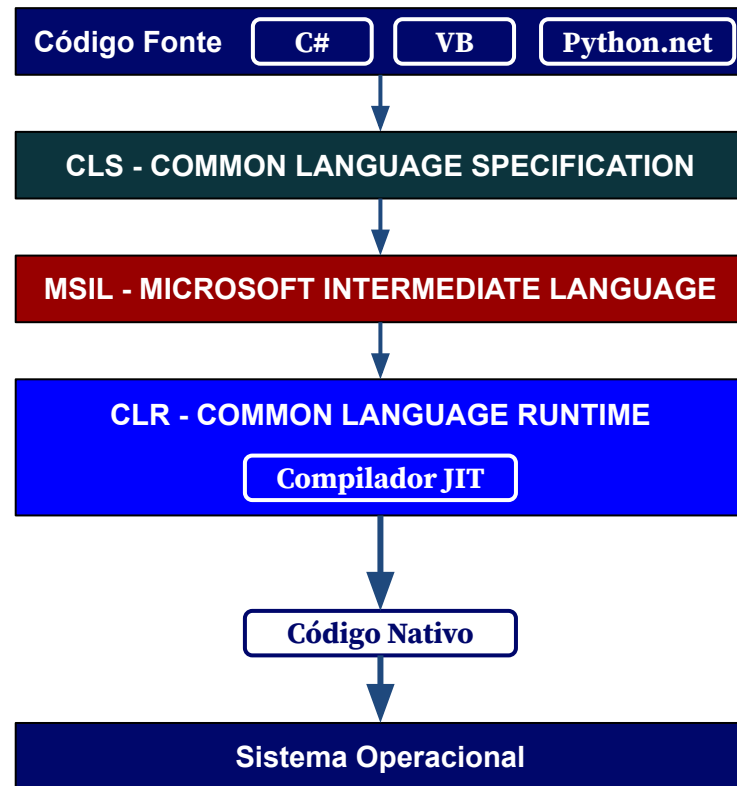 Código Fonte C# VB Python.net
CLS - COMMON LANGUAGE SPECIFICATION
MSIL - MICROSOFT INTERMEDIATE LANGUAGE
CLR - COMMON LANGUAGE RUNTIME
Compilador JIT
Código Nativo
Sistema Operacional